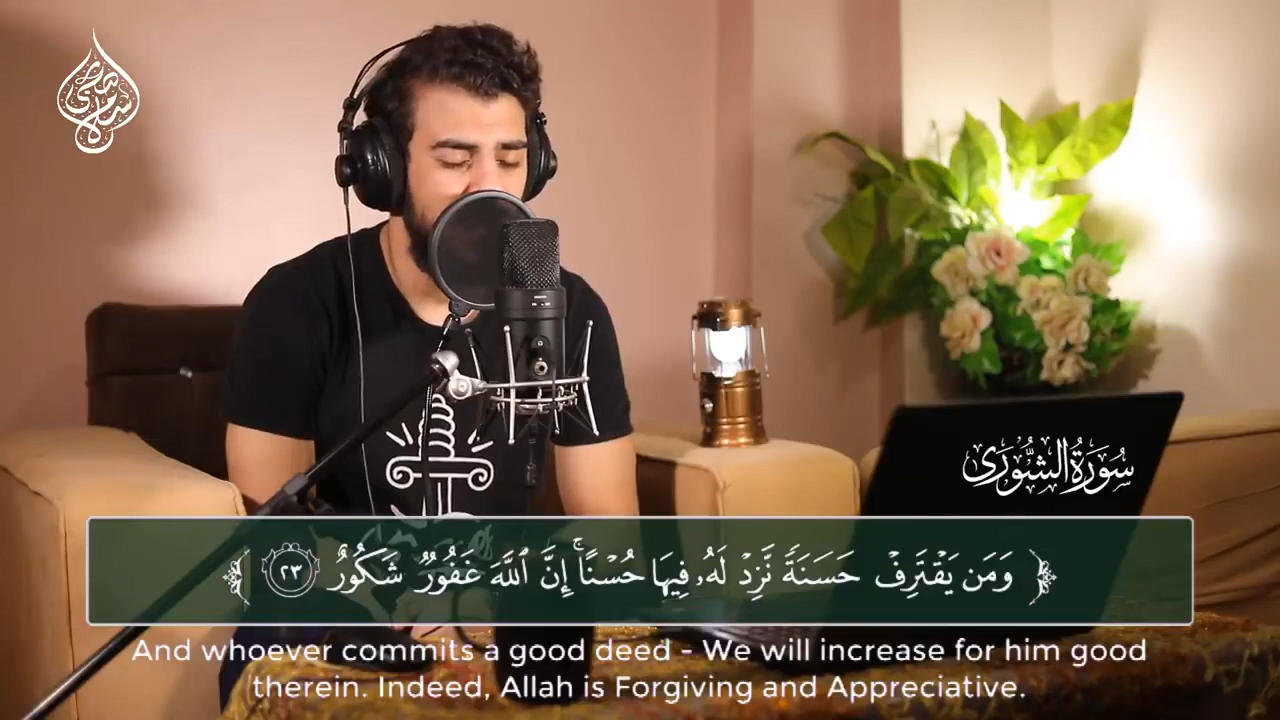 سُورَةُ الشُّورَىٰ
وَمَن يَقْتَرِفْ حَسَنَةً نَّزِدْ لَهُۥ فِيهَا حُسْنًا ۚ إِنَّ ٱللَّهَ غَفُورٌ شَكُورٌ ٢٣
And whoever commits a good deed - We will increase for him good
therein. Indeed, Allah is Forgiving and Appreciative.